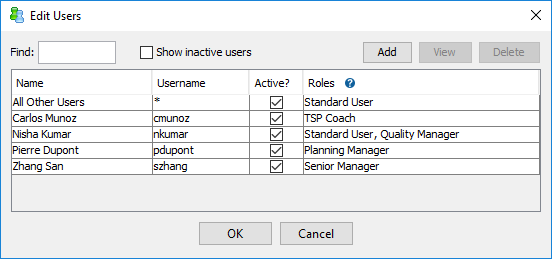 Edit Users
Find: Show inactive users Add View Delete
Name Username Active? Roles ?
All Other Users * Standard User
Carlos Munoz cmunoz TSP Coach
Nisha Kumar nkumar Standard User, Quality Manager
Pierre Dupont pdupont Planning Manager
Zhang San szhang Senior Manager
OK Cancel